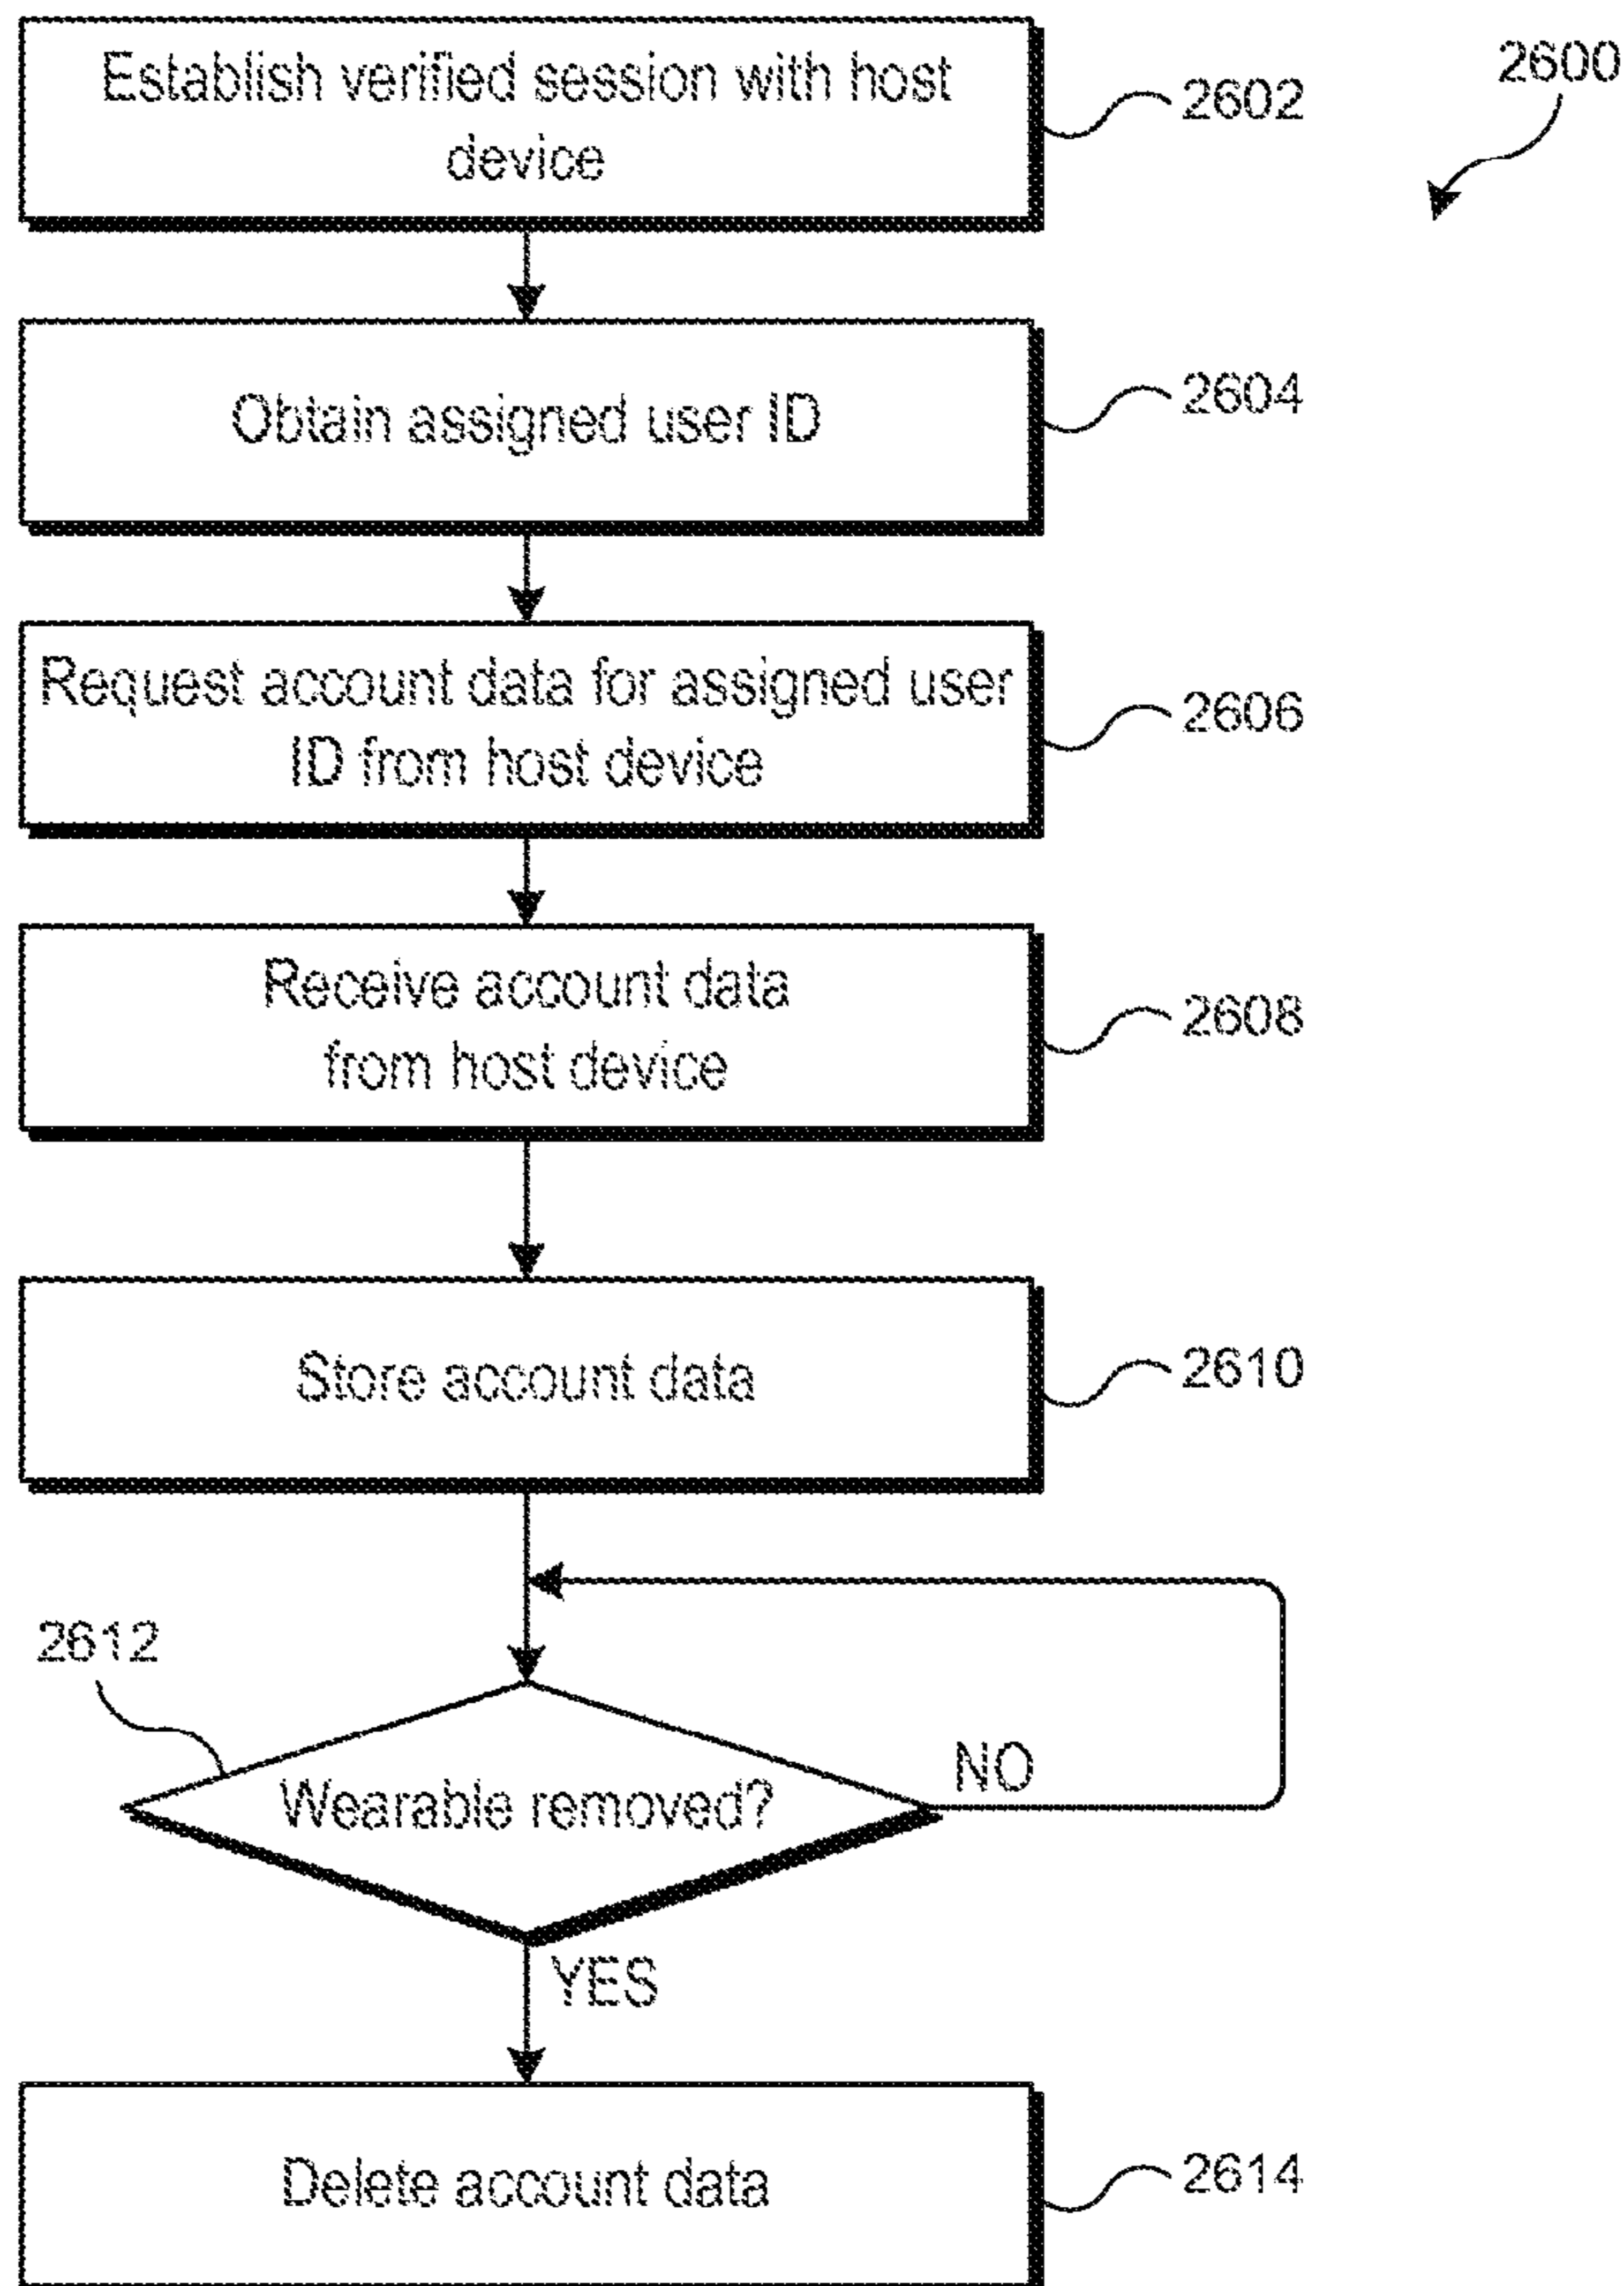 2600
Establish verified session with host
device
2602
Obtain assigned user ID
2604
Request account data for assigned user
ID from host device
2606
Receive account data
from host device
2608
Store account data
2610
2612
Wearable removed?
NO
YES
Delete account data
2614